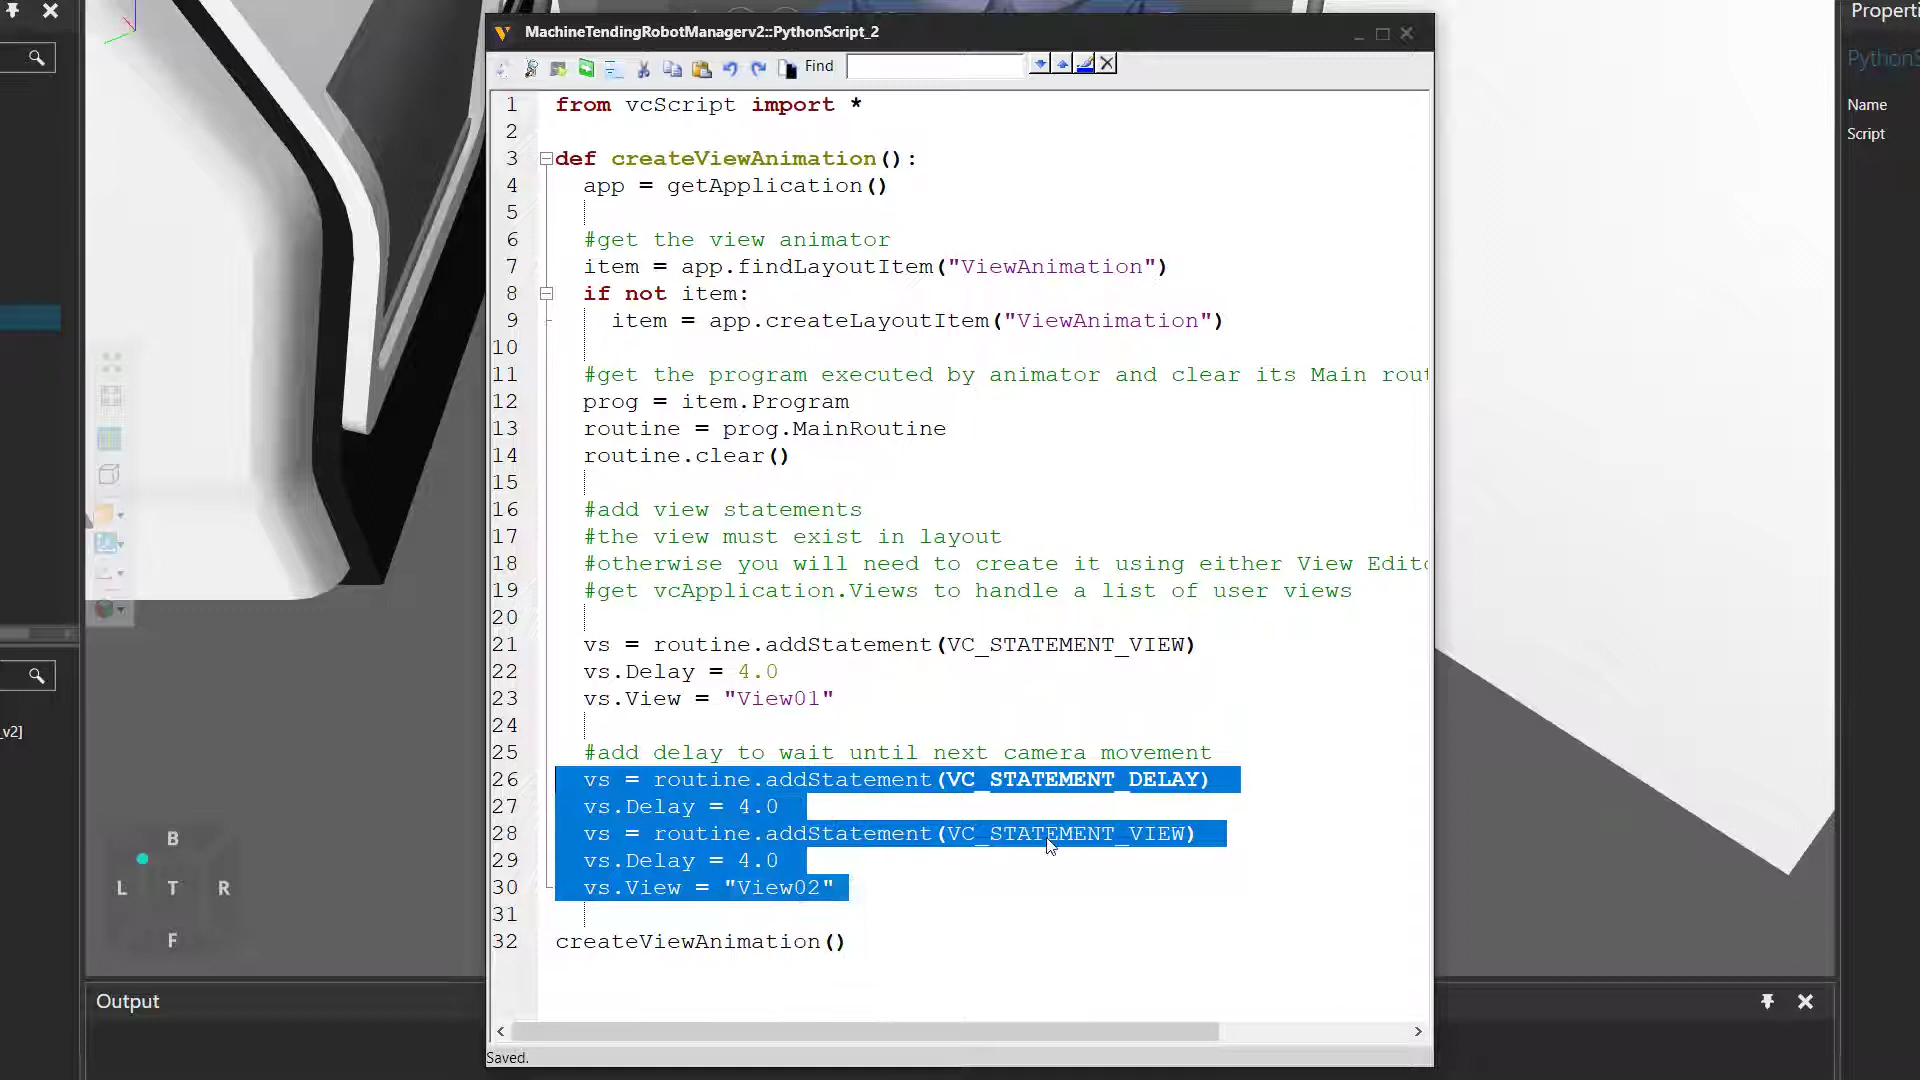 MachineTendingRobotManagerv2::PythonScript_2
Find
1 from vcScript import *
2
3 def createViewAnimation():
4 app = getApplication()
5
6 #get the view animator
7 item = app.findLayoutItem("ViewAnimation")
8 if not item:
9 item = app.createLayoutItem("ViewAnimation")
10
11 #get the program executed by animator and clear its Main rout
12 prog = item.Program
13 routine = prog.MainRoutine
14 routine.clear()
15
16 #add view statements
17 #the view must exist in layout
18 #otherwise you will need to create it using either View Edito
19 #get vcApplication.Views to handle a list of user views
20
21 vs = routine.addStatement(VC_STATEMENT_VIEW)
22 vs.Delay = 4.0
23 vs.View = "View01"
24
25 #add delay to wait until next camera movement
26 vs = routine.addStatement(VC_STATEMENT_DELAY)
27 vs.Delay = 4.0
28 vs = routine.addStatement(VC_STATEMENT_VIEW)
29 vs.Delay = 4.0
30 vs.View = "View02"
31
32 createViewAnimation()
Saved.
Properti
PythonS
Name
Script
_v2]
B
L T R
F
Output